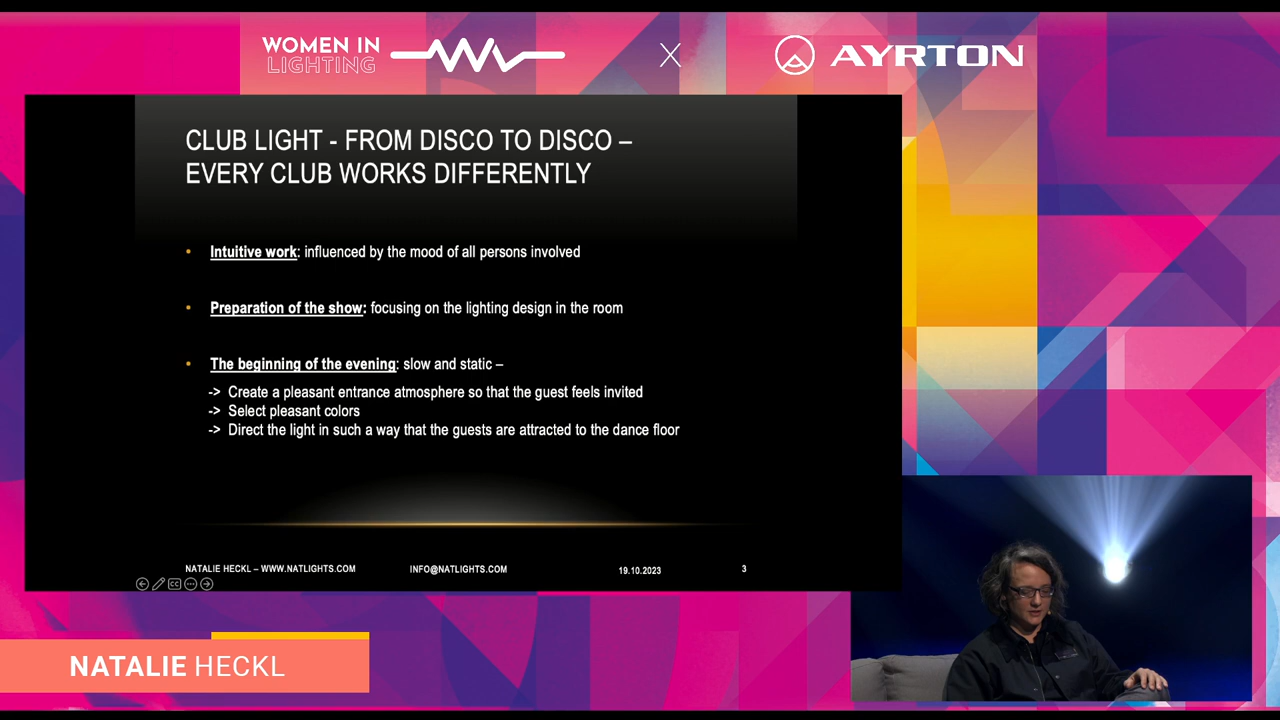 WOMEN IN
LIGHTING
X
AYRTON
CLUB LIGHT - FROM DISCO TO DISCO –
EVERY CLUB WORKS DIFFERENTLY
• Intuitive work: influenced by the mood of all persons involved
• Preparation of the show: focusing on the lighting design in the room
• The beginning of the evening: slow and static –
-> Create a pleasant entrance atmosphere so that the guest feels invited
-> Select pleasant colors
-> Direct the light in such a way that the guests are attracted to the dance floor
NATALIE HECKL – WWW.NATLIGHTS.COM INFO@NATLIGHTS.COM 19.10.2023 3
CC
NATALIE HECKL